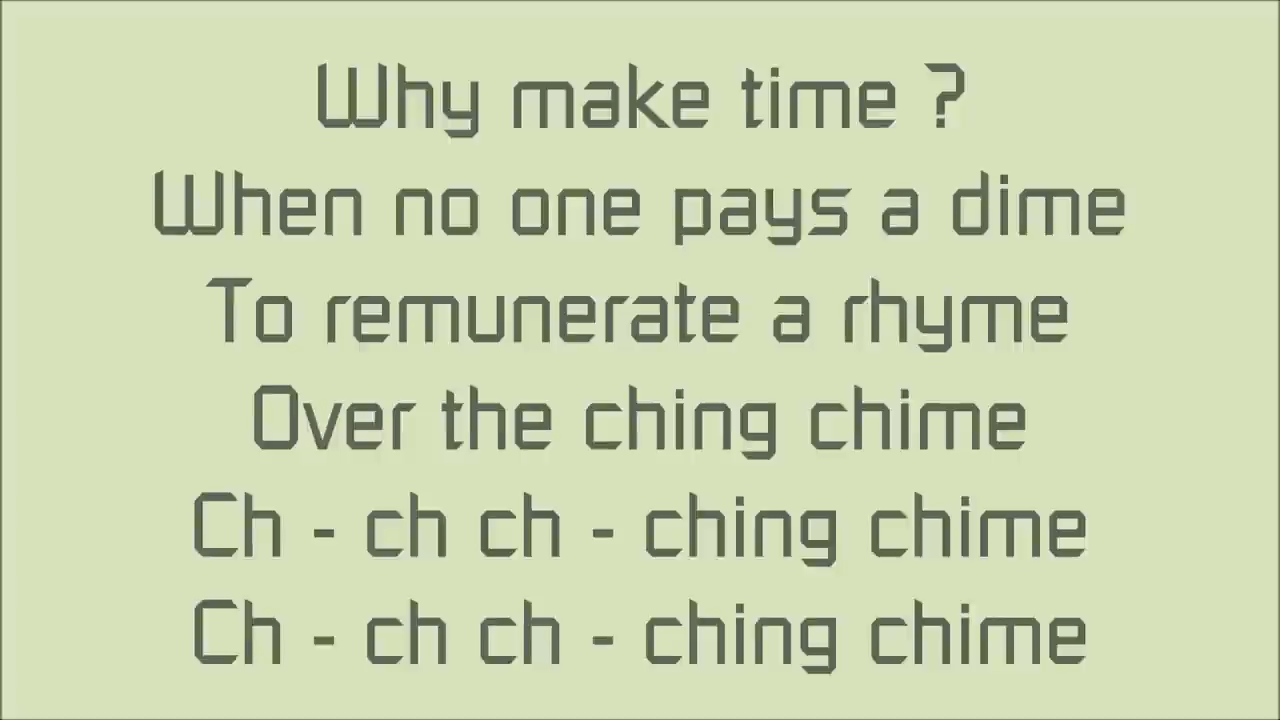 Why make time ?
When no one pays a dime
To remunerate a rhyme
Over the ching chime
Ch - ch ch - ching chime
Ch - ch ch - ching chime